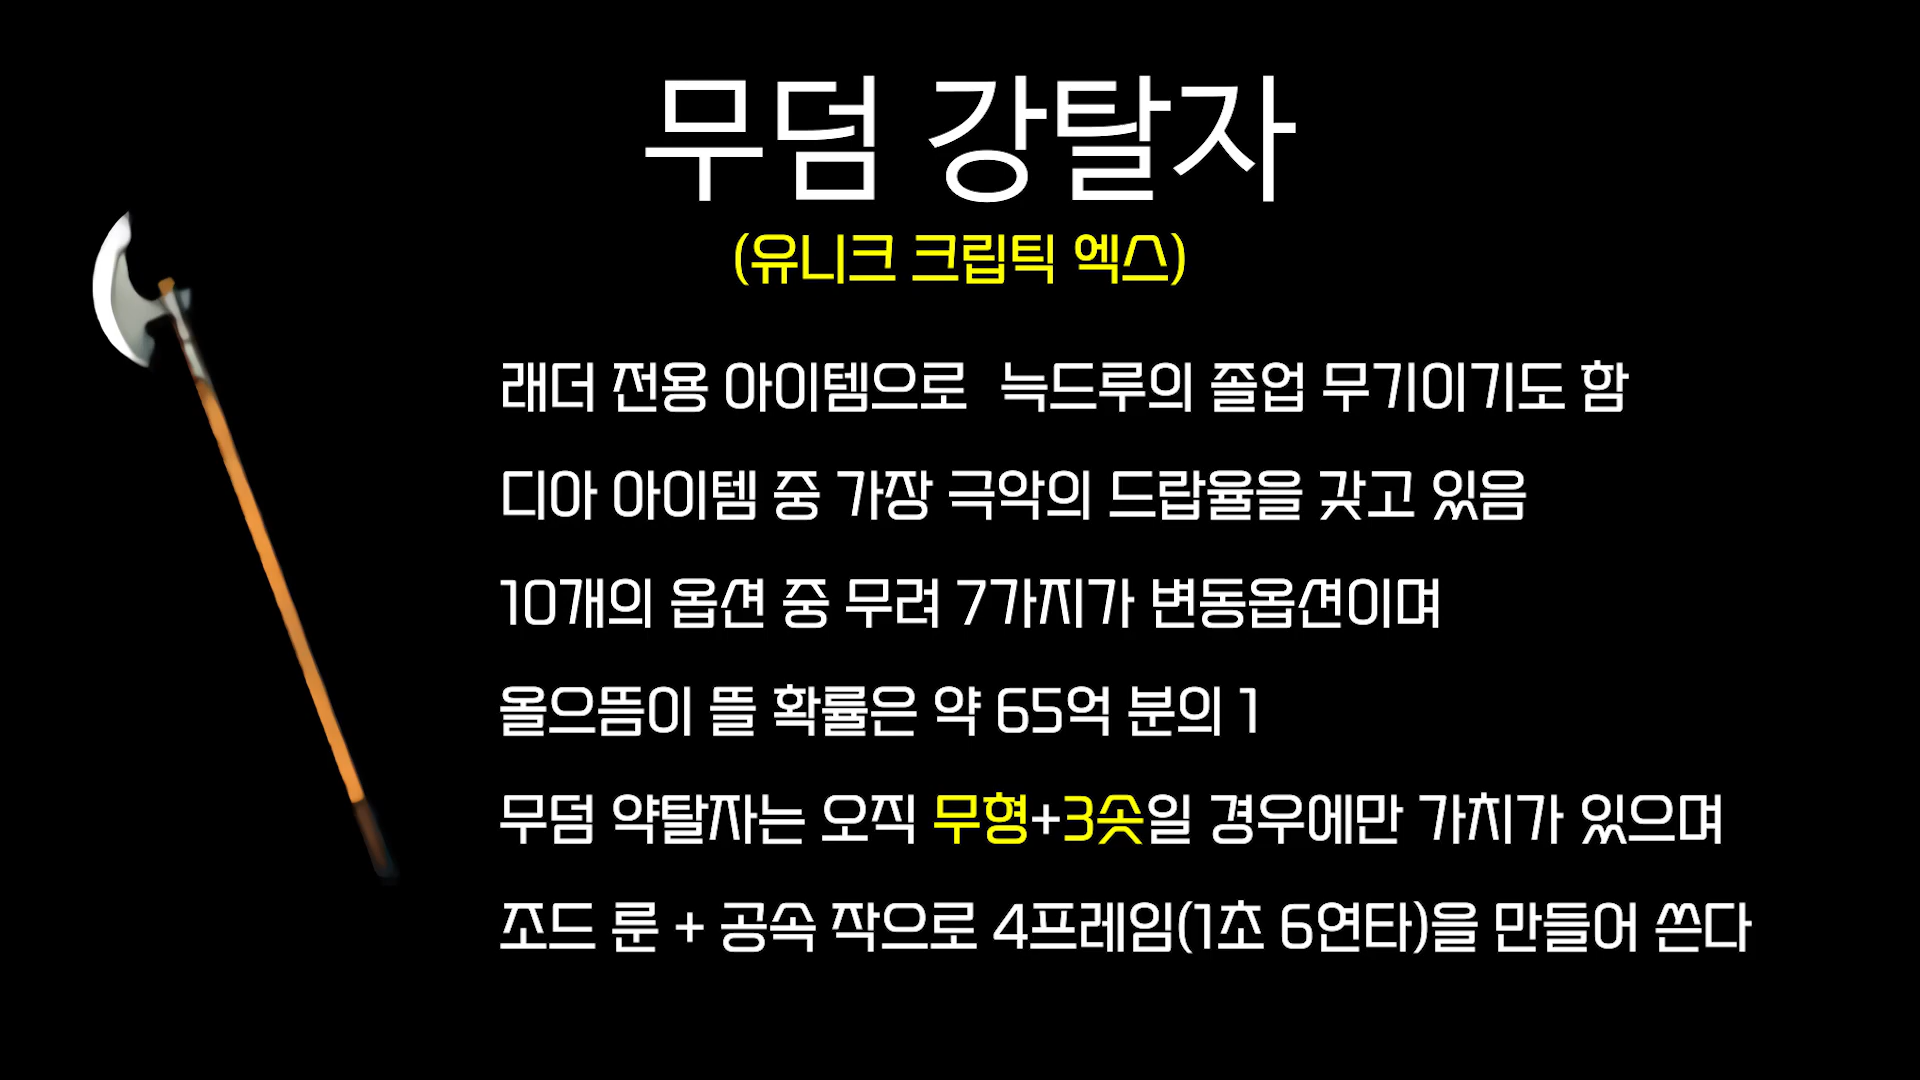 무덤 강탈자
(유니크 크립틱 엑스)
래더 전용 아이템으로 늑드루의 졸업 무기이기도 함
디아 아이템 중 가장 극악의 드랍율을 갖고 있음
10개의 옵션 중 무려 7가지가 변동옵션이며
올으뜸이 뜰 확률은 약 65억 분의 1
무덤 약탈자는 오직 무형+3솟일 경우에만 가치가 있으며
조드 룬 + 공속 작으로 4프레임(1초 6연타)을 만들어 쓴다